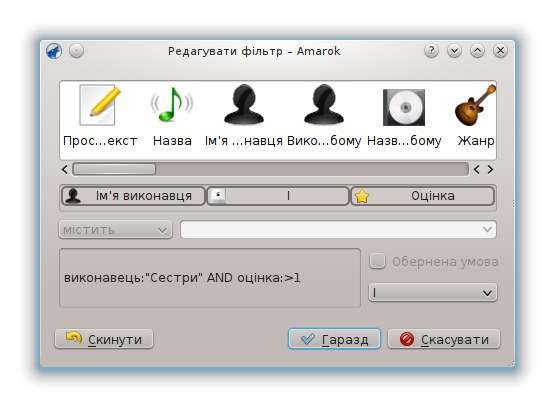 Редагувати фільтр – Amarok
Прос...екст Назва Ім'я ...навця Вико...бому Назв...бому Жанр
Ім'я виконавця І Оцінка
містить
Обернена умова
виконавець:"Сестри" AND оцінка:>1
І
Скинути Гаразд Скасувати